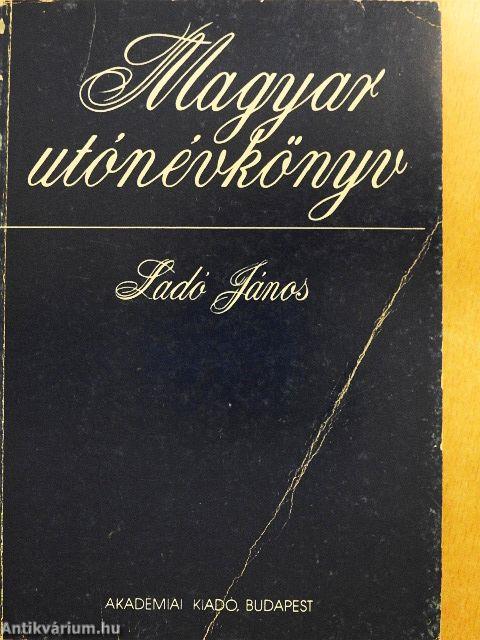 Magyar
utónévkönyv
Ladó János
AKADÉMIAI KIADÓ, BUDAPEST
Antikvárium.hu